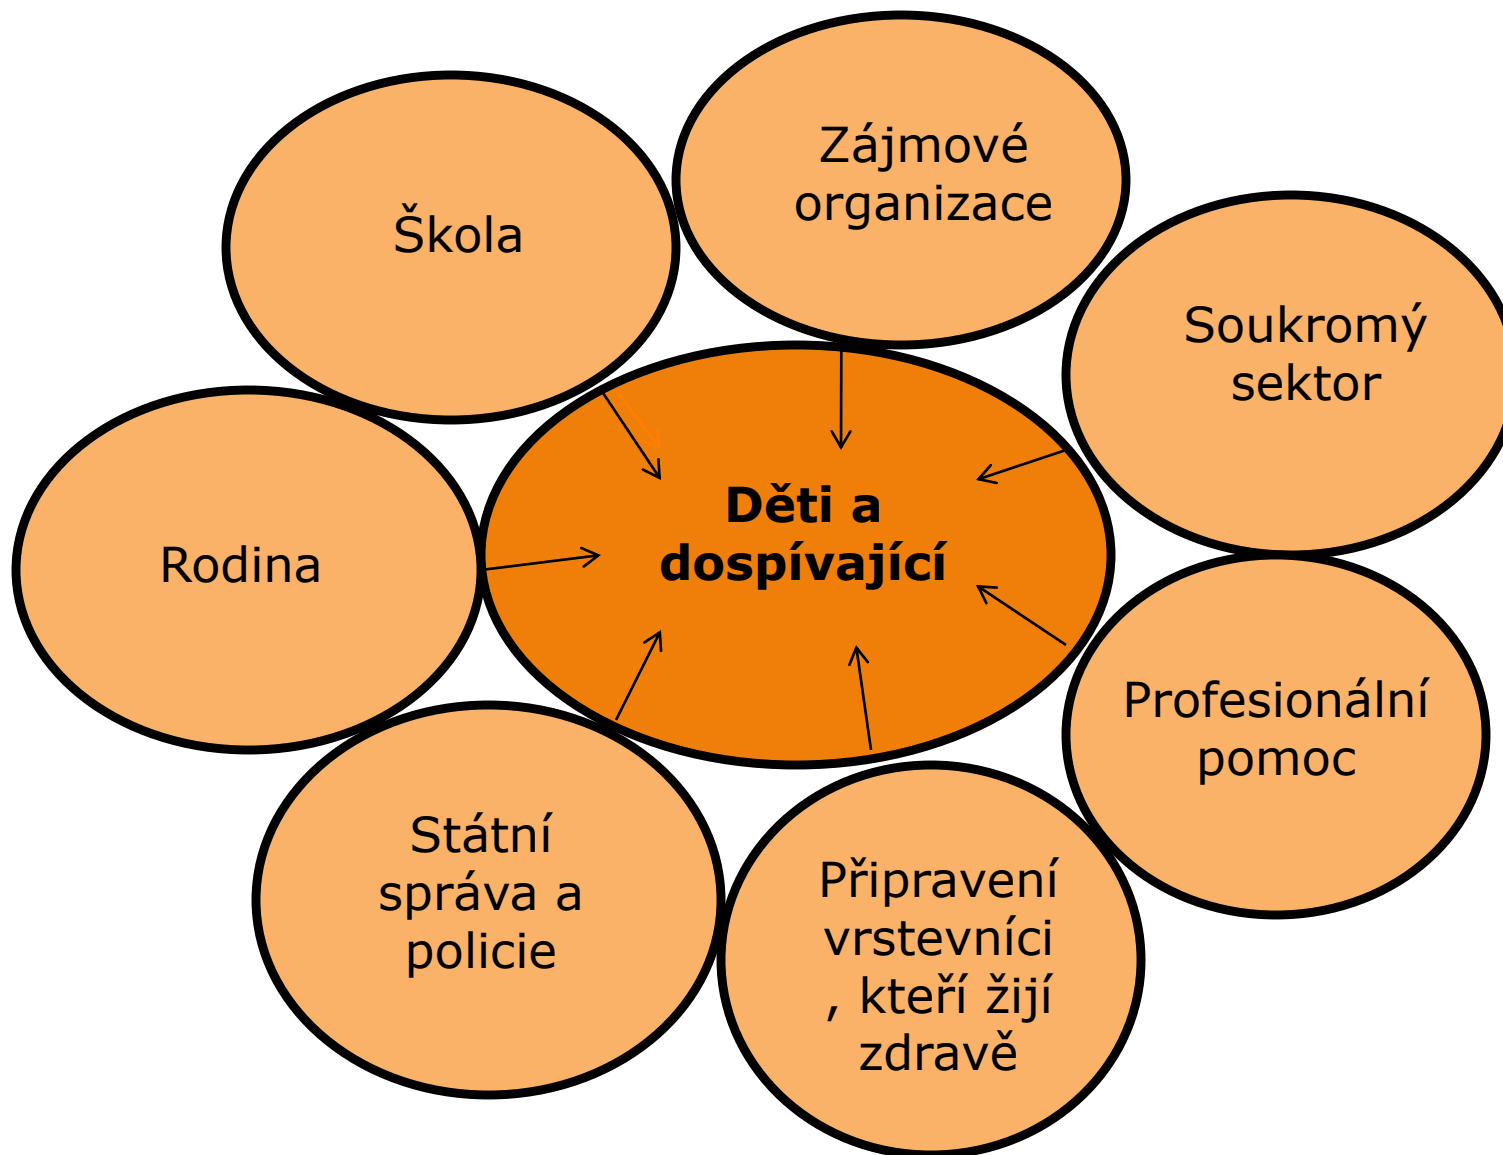 Zájmové
organizace
Škola
Soukromý
sektor
Děti a
dospívající
Rodina
Profesionální
pomoc
Státní
správa a
policie
Připravení
vrstevníci
, kteří žijí
zdravě